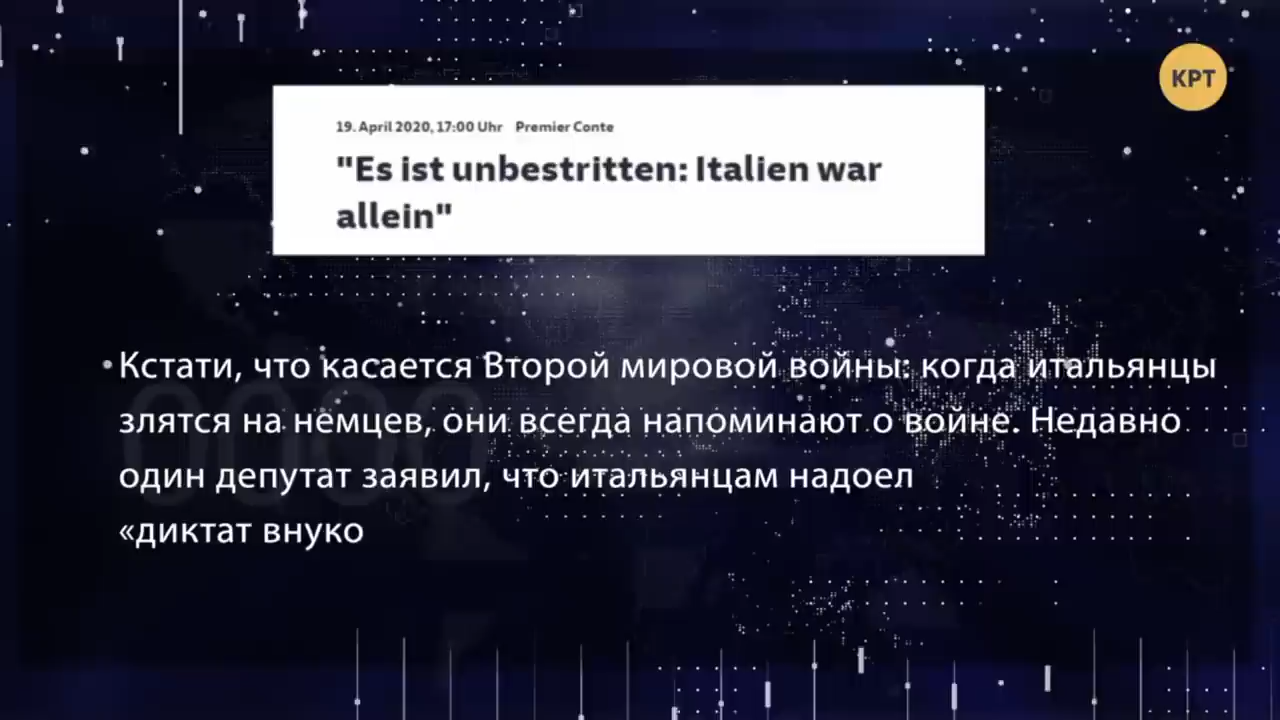 КРТ
19. April 2020, 17:00 Uhr Premier Conte
"Es ist unbestritten: Italien war
allein"
Кстати, что касается Второй мировой войны: когда итальянцы
злятся на немцев, они всегда напоминают о войне. Недавно
один депутат заявил, что итальянцам надоел
«диктат внуко